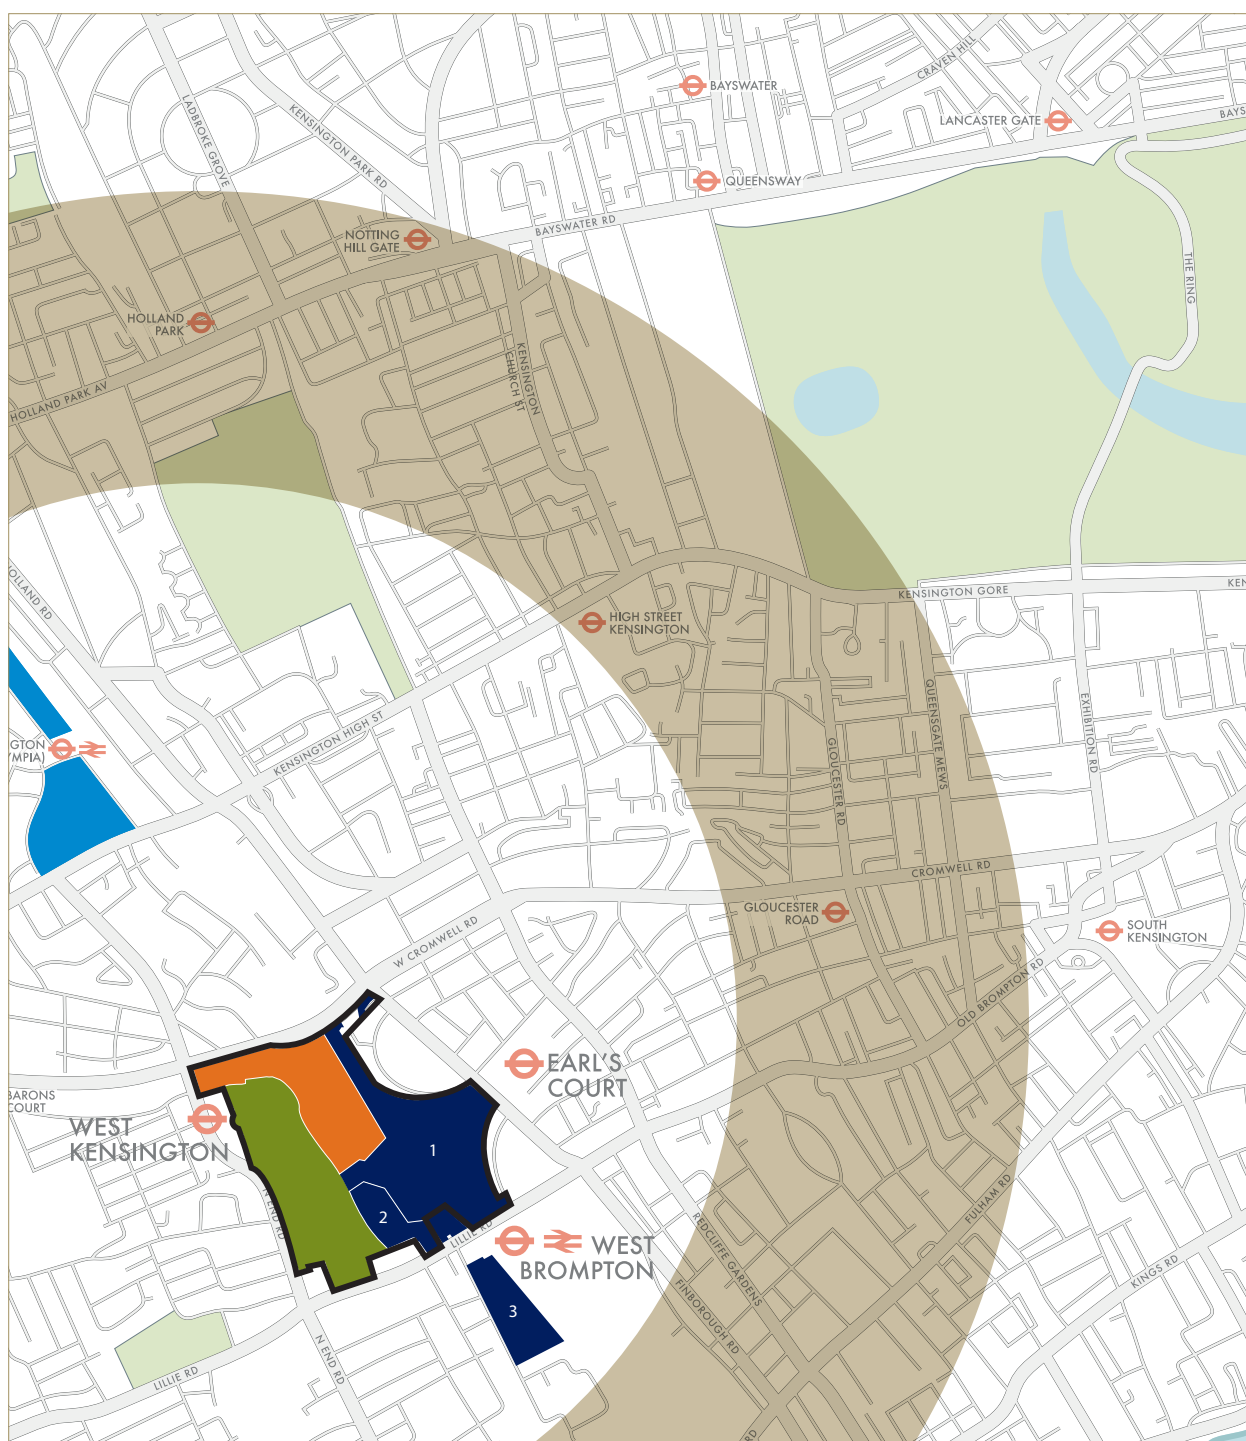 CRAVEN HILL
BAYSWATER
LANCASTER GATE
BAYS
LADBROKE GROVE
KENSINGTON PARK RD
QUEENSWAY
BAYSWATER RD
NOTTING
HILL GATE
THE RING
HOLLAND
PARK
HOLLAND PARK AV
KENSINGTON
CHURCH ST
HOLLAND RD
KENSINGTON GORE
KEN
HIGH STREET
KENSINGTON
QUEENSGATE MEWS
EXHIBITION RD
KENSINGTON HIGH ST
GLOUCESTER RD
GTON
MPIA)
CROMWELL RD
GLOUCESTER
ROAD
SOUTH
KENSINGTON
W CROMWELL RD
OLD BROMPTON RD
EARL'S
COURT
BARONS
COURT
WEST
KENSINGTON
1
2
N END RD
LILLIE RD
FULHAM RD
REDCLIFFE GARDENS
WEST
BROMPTON
KINGS RD
3
FINBOROUGH RD
N END RD
LILLIE RD